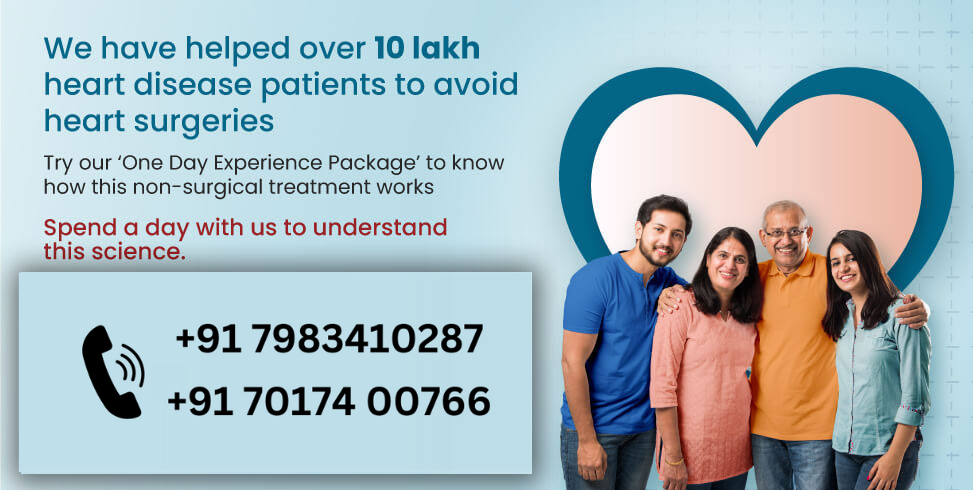 We have helped over 10 lakh
heart disease patients to avoid
heart surgeries
Try our ‘One Day Experience Package’ to know
how this non-surgical treatment works
Spend a day with us to understand
this science.
+91 7983410287
+91 70174 00766